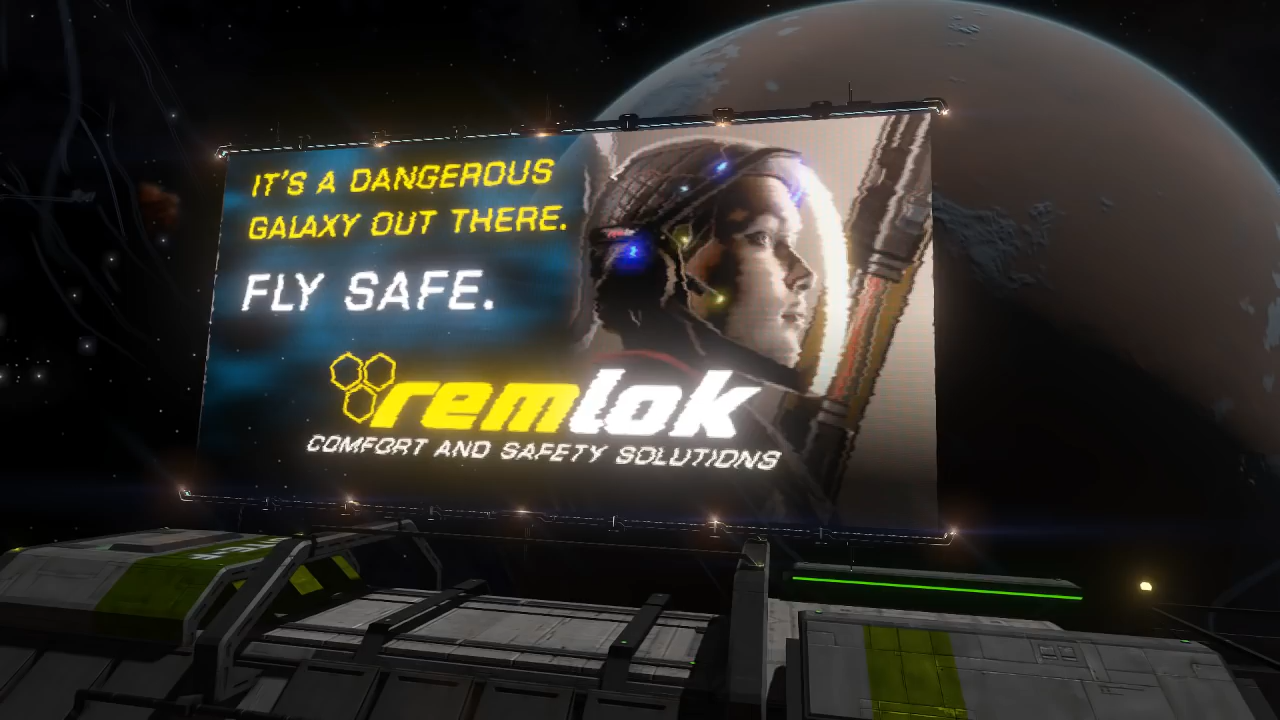 IT'S A DANGEROUS
GALAXY OUT THERE.
FLY SAFE.
remlok
COMFORT AND SAFETY SOLUTIONS